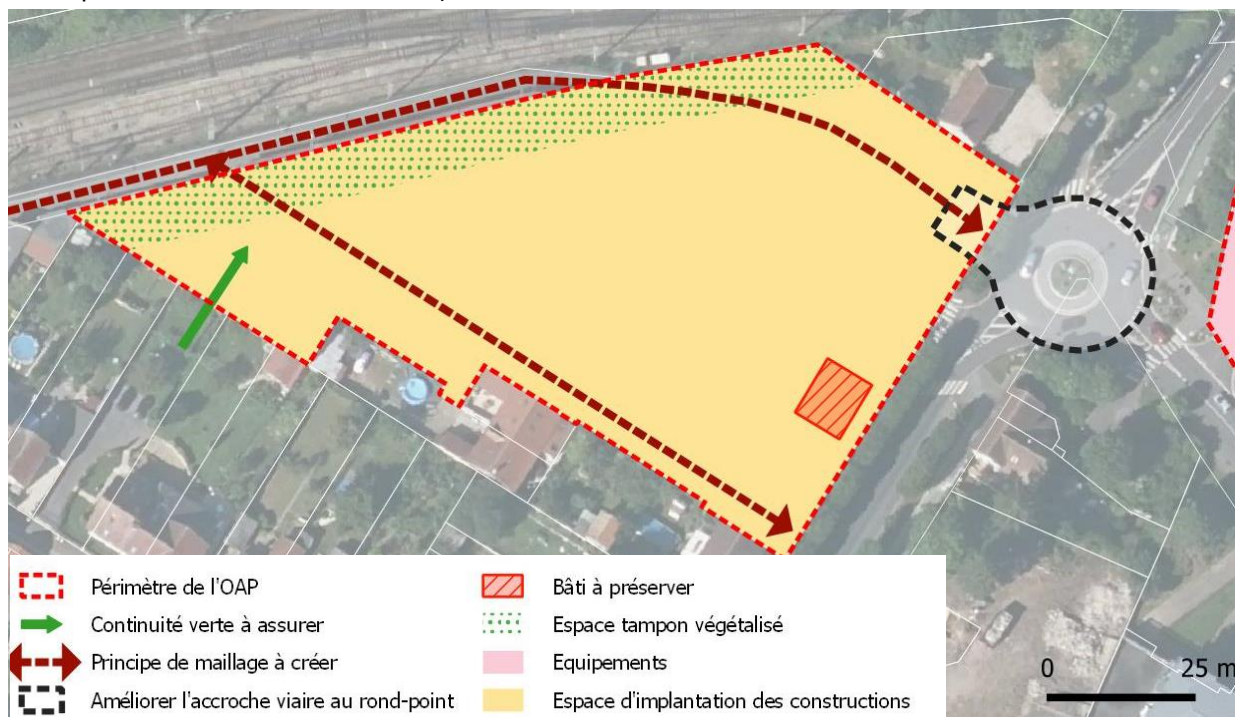 Périmètre de l'OAP
Continuité verte à assurer
Principe de maillage à créer
Améliorer l'accroche viaire au rond-point
Bâti à préserver
Espace tampon végétalisé
Equipements
Espace d'implantation des constructions
0 25 m